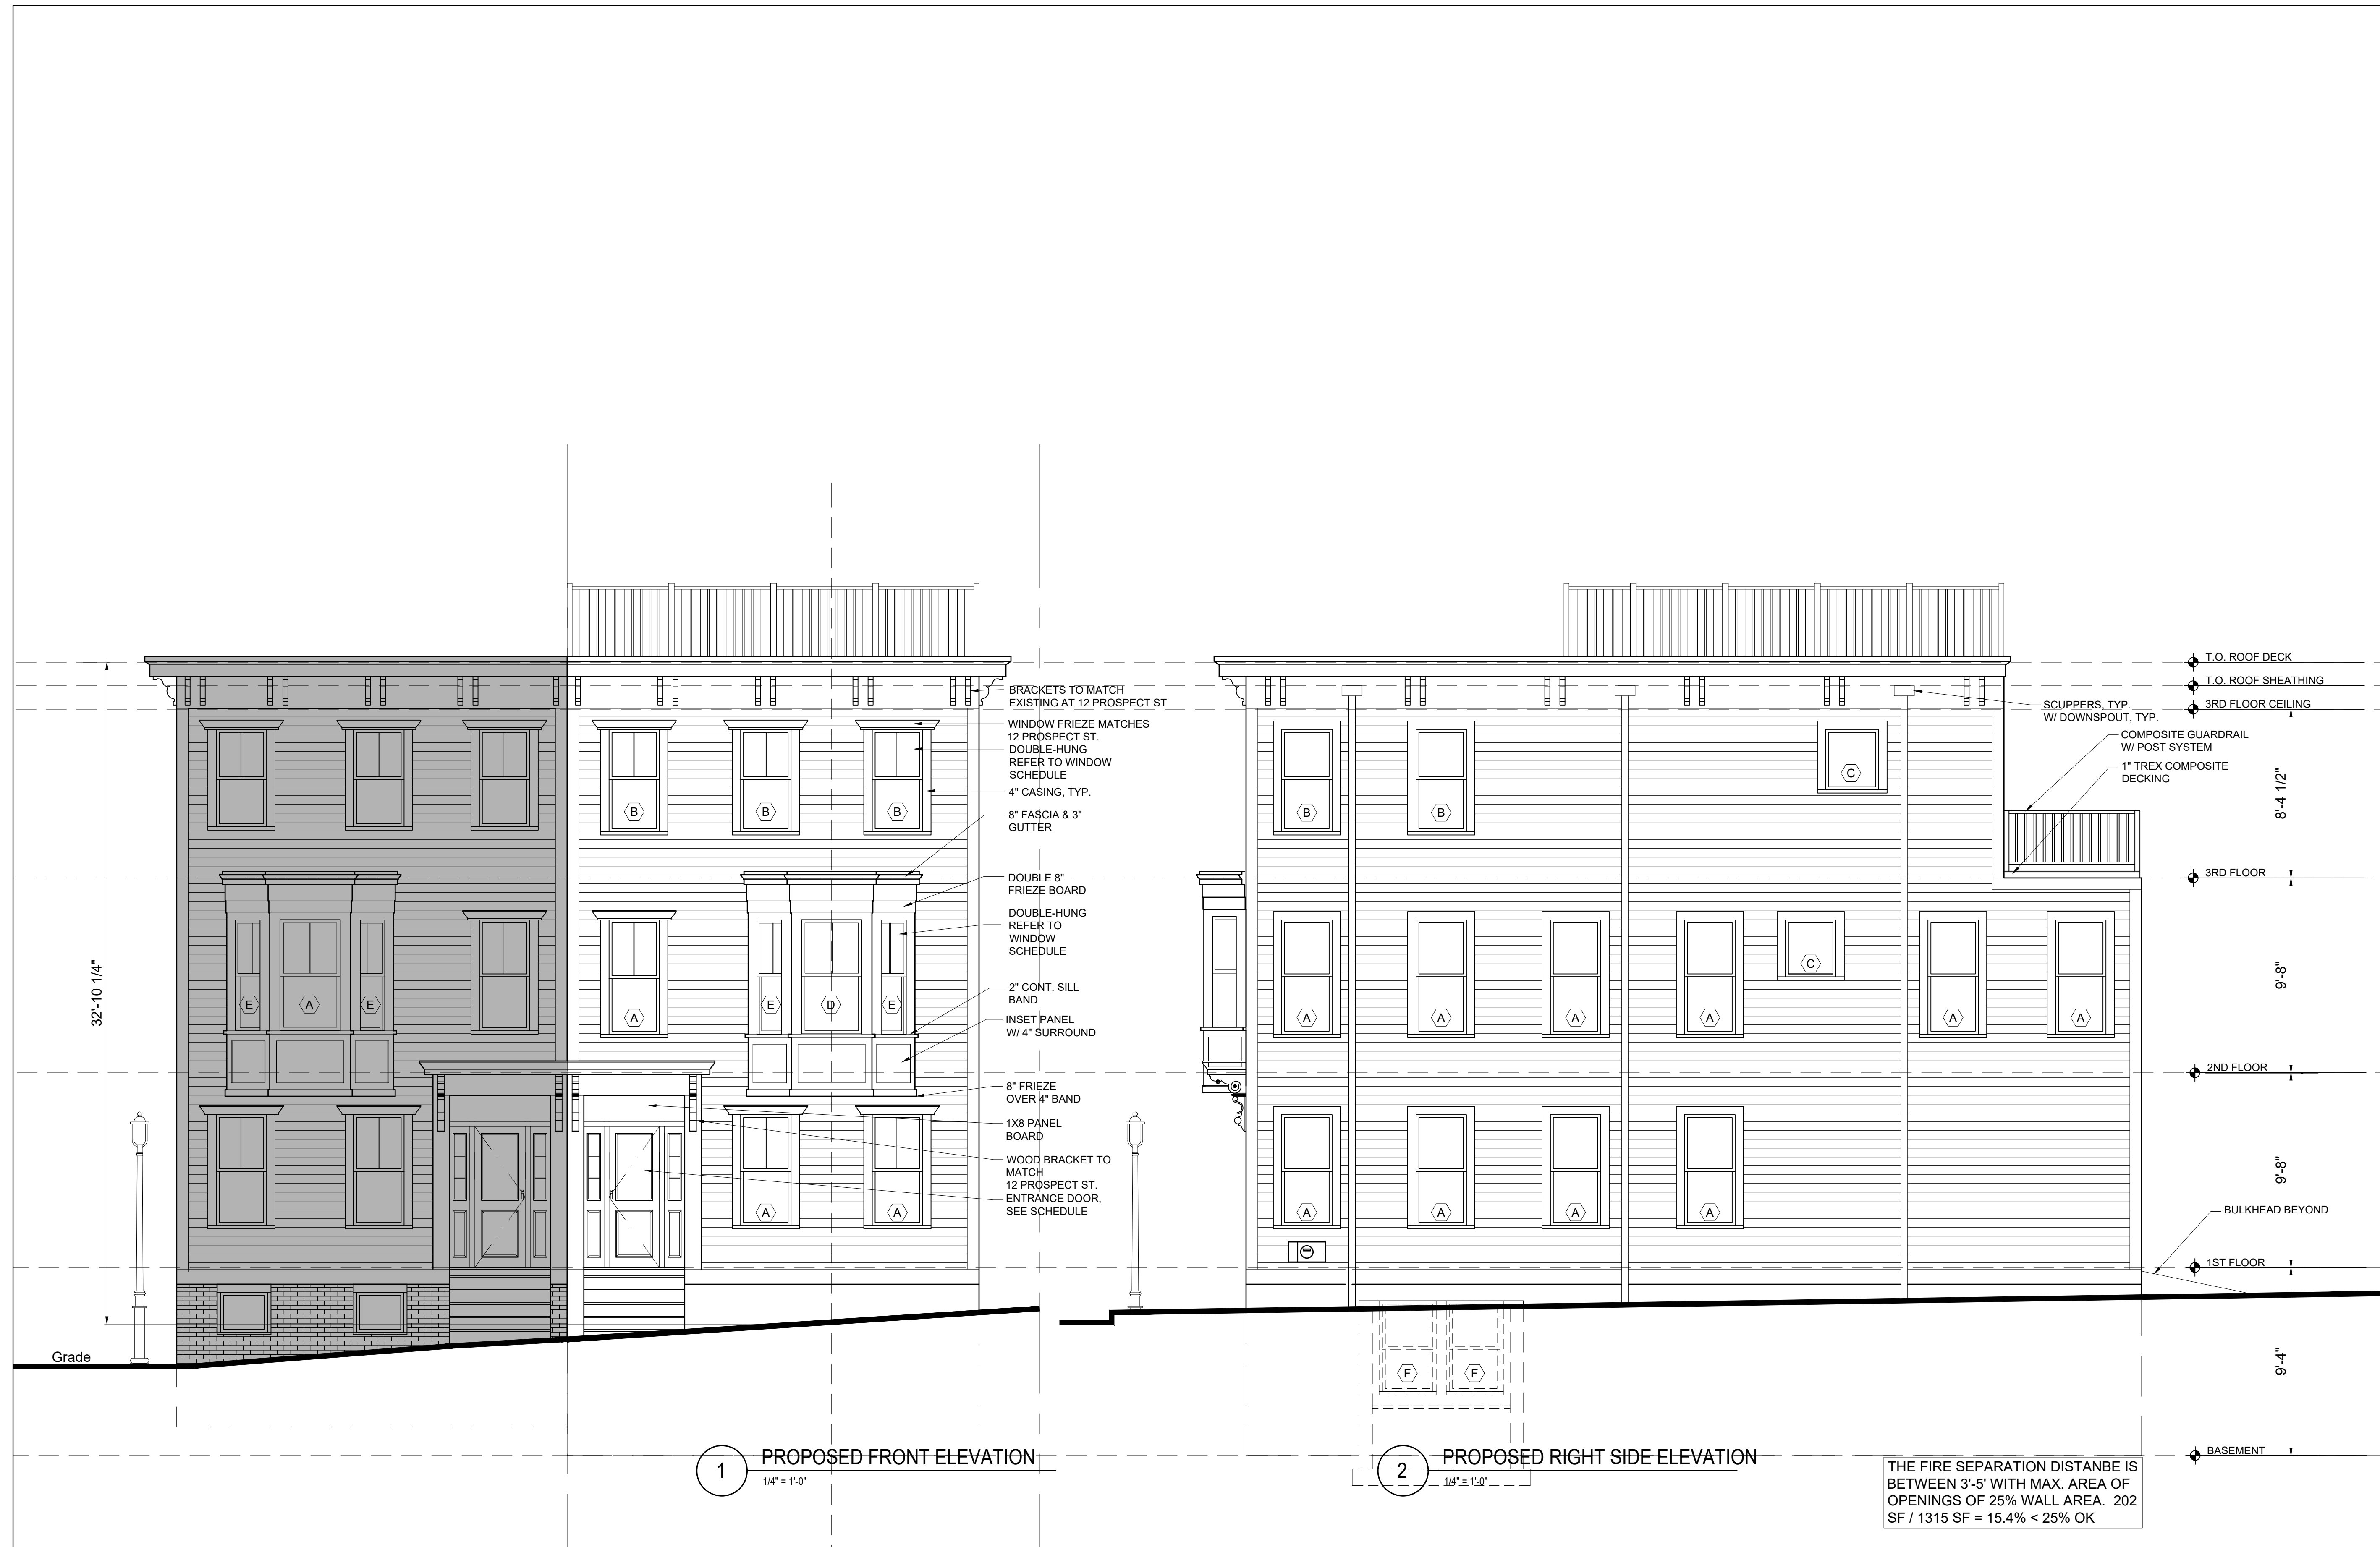 T.O. ROOF DECK
T.O. ROOF SHEATHING
3RD FLOOR CEILING
BRACKETS TO MATCH
EXISTING AT 12 PROSPECT ST
WINDOW FRIEZE MATCHES
12 PROSPECT ST.
DOUBLE-HUNG
REFER TO WINDOW
SCHEDULE
4" CASING, TYP.
8" FASCIA & 3"
GUTTER
DOUBLE 8"
FRIEZE BOARD
DOUBLE-HUNG
REFER TO
WINDOW
SCHEDULE
2" CONT. SILL
BAND
INSET PANEL
W/ 4" SURROUND
8" FRIEZE
OVER 4" BAND
1X8 PANEL
BOARD
WOOD BRACKET TO
MATCH
12 PROSPECT ST.
ENTRANCE DOOR,
SEE SCHEDULE
SCUPPERS, TYP.
W/ DOWNSPOUT, TYP.
COMPOSITE GUARDRAIL
W/ POST SYSTEM
1" TREX COMPOSITE
DECKING
8'-4 1/2"
3RD FLOOR
9'-8"
2ND FLOOR
9'-8"
BULKHEAD BEYOND
1ST FLOOR
9'-4"
BASEMENT
32'-10 1/4"
Grade
B B B
E A E A E D E
A A
B B C
A A A A C A A
A A A A
F F
1 PROPOSED FRONT ELEVATION
1/4" = 1'-0"
2 PROPOSED RIGHT SIDE ELEVATION
1/4" = 1'-0"
THE FIRE SEPARATION DISTANBE IS
BETWEEN 3'-5' WITH MAX. AREA OF
OPENINGS OF 25% WALL AREA. 202
SF / 1315 SF = 15.4% < 25% OK